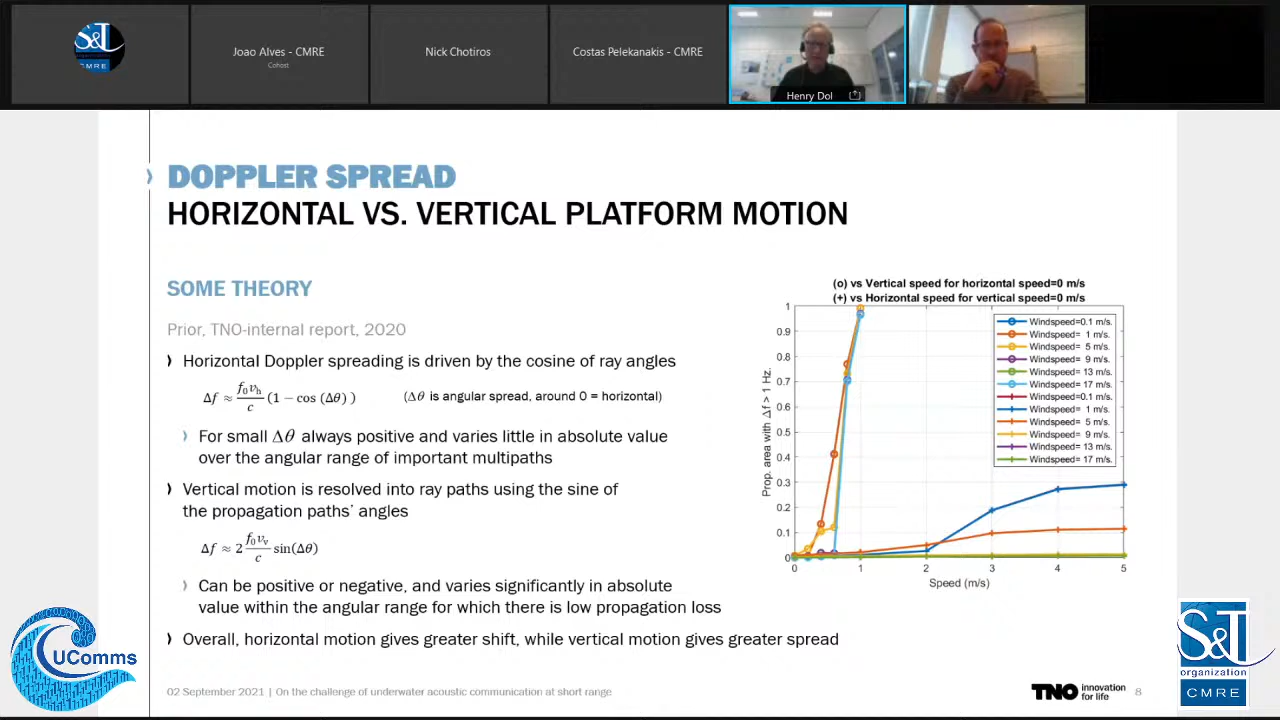 S&T
CMRE
Joao Alves - CMRE
Cohost
Nick Chotiros
Costas Pelekanakis - CMRE
Henry Dol
DOPPLER SPREAD
HORIZONTAL VS. VERTICAL PLATFORM MOTION
SOME THEORY
Prior, TNO-internal report, 2020
Horizontal Doppler spreading is driven by the cosine of ray angles
Δf ≈ f₀v_h/c (1 − cos (Δθ) ) (Δθ is angular spread, around 0 = horizontal)
For small Δθ always positive and varies little in absolute value
over the angular range of important multipaths
Vertical motion is resolved into ray paths using the sine of
the propagation paths' angles
Δf ≈ 2 f₀v_v/c sin(Δθ)
Can be positive or negative, and varies significantly in absolute
value within the angular range for which there is low propagation loss
Overall, horizontal motion gives greater shift, while vertical motion gives greater spread
(o) vs Vertical speed for horizontal speed=0 m/s
(+) vs Horizontal speed for vertical speed=0 m/s
Prop. area with Δf > 1 Hz.
1
0.9
0.8
0.7
0.6
0.5
0.4
0.3
0.2
0.1
0
Windspeed=0.1 m/s.
Windspeed= 1 m/s.
Windspeed= 5 m/s.
Windspeed= 9 m/s.
Windspeed= 13 m/s.
Windspeed= 17 m/s.
Windspeed=0.1 m/s.
Windspeed= 1 m/s.
Windspeed= 5 m/s.
Windspeed= 9 m/s.
Windspeed= 13 m/s.
Windspeed= 17 m/s.
0 1 2 3 4 5
Speed (m/s)
UComms
02 September 2021 | On the challenge of underwater acoustic communication at short range
TNO innovation
for life
8
S&T
organization
CMRE